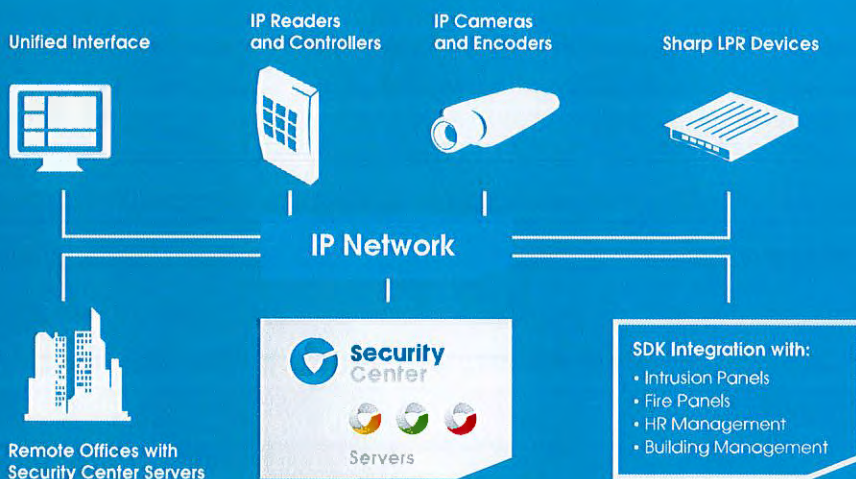 Unified Interface
IP Readers
and Controllers
IP Cameras
and Encoders
Sharp LPR Devices
IP Network
Remote Offices with
Security Center Servers
Security
Center
Servers
SDK Integration with:
• Intrusion Panels
• Fire Panels
• HR Management
• Building Management